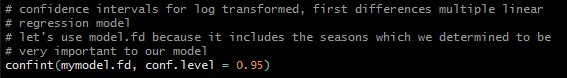 # confidence intervals for log transformed, first differences multiple linear
# regression model
# let's use model.fd because it includes the seasons which we determined to be
# very important to our model
confint(mymodel.fd, conf.level = 0.95)